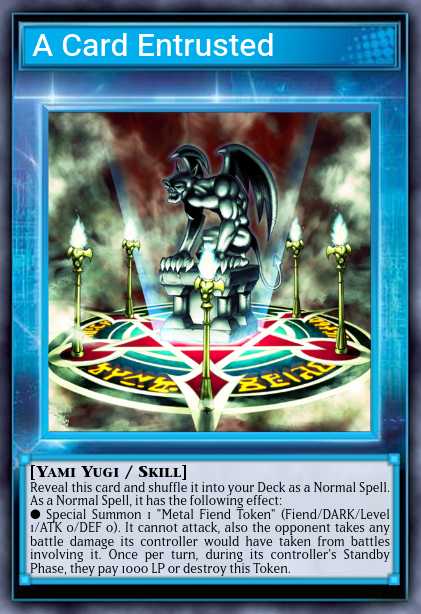 A Card Entrusted
[Yami Yugi / Skill]
Reveal this card and shuffle it into your Deck as a Normal Spell.
As a Normal Spell, it has the following effect:
● Special Summon 1 "Metal Fiend Token" (Fiend/DARK/Level
1/ATK 0/DEF 0). It cannot attack, also the opponent takes any
battle damage its controller would have taken from battles
involving it. Once per turn, during its controller's Standby
Phase, they pay 1000 LP or destroy this Token.